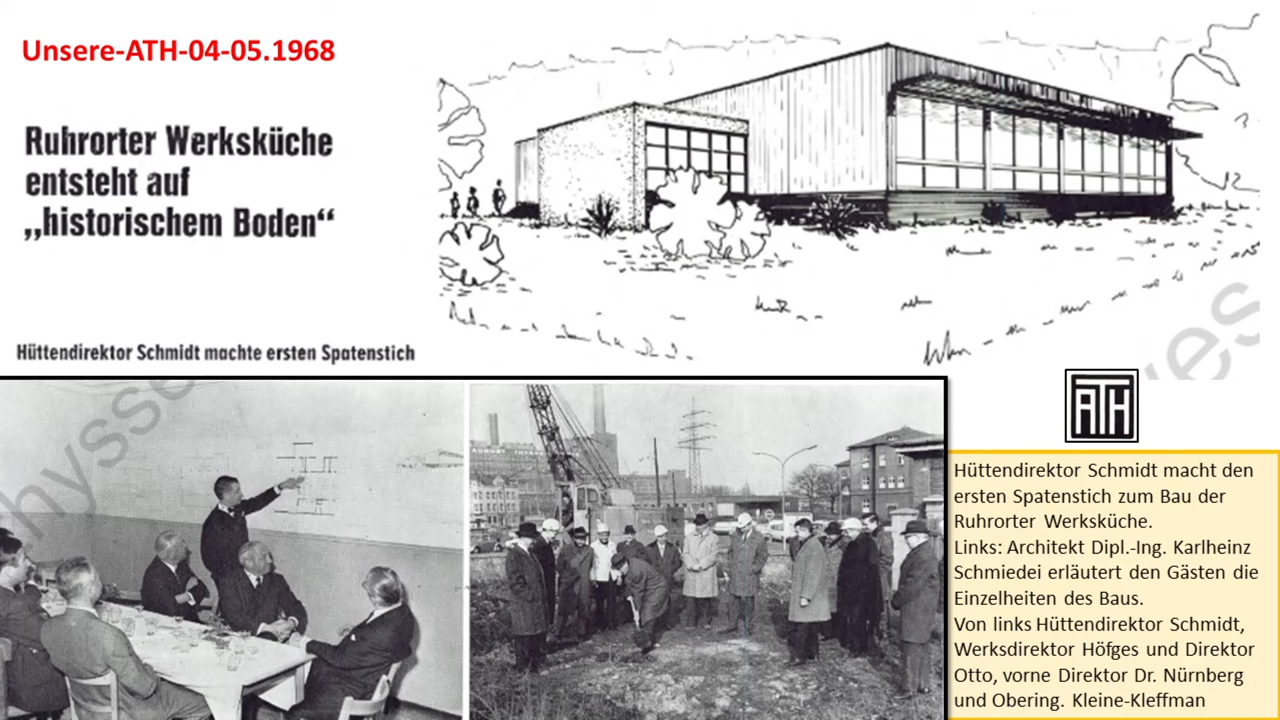 Unsere-ATH-04-05.1968
Ruhrorter Werksküche
entsteht auf
„historischem Boden“
Hüttendirektor Schmidt machte ersten Spatenstich
ATH
AUGUST THYSSE
Hüttendirektor Schmidt macht den
ersten Spatenstich zum Bau der
Ruhrorter Werksküche.
Links: Architekt Dipl.-Ing. Karlheinz
Schmiedei erläutert den Gästen die
Einzelheiten des Baus.
Von links Hüttendirektor Schmidt,
Werksdirektor Höfges und Direktor
Otto, vorne Direktor Dr. Nürnberg
und Obering. Kleine-Kleffman